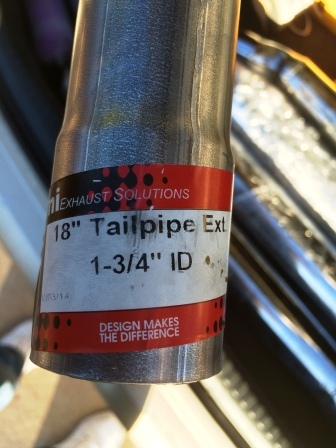 EXHAUST SOLUTIONS
18" Tailpipe Ext.
1-3/4" ID
DESIGN MAKES
THE DIFFERENCE